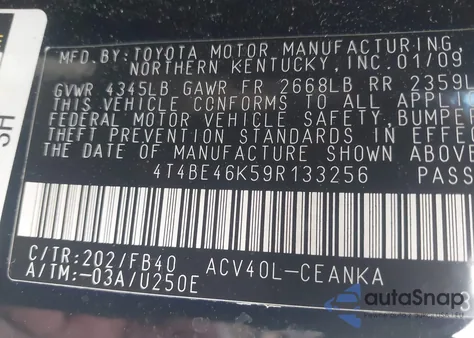 MFD.BY:TOYOTA MOTOR MANUFACTURING,
NORTHERN KENTUCKY, INC. 01/09
GVWR 4345LB GAWR FR 2668LB RR 2359L
THIS VEHICLE CONFORMS TO ALL APPLI
FEDERAL MOTOR VEHICLE SAFETY, BUMPER
THEFT PREVENTION STANDARDS IN EFFE
THE DATE OF MANUFACTURE SHOWN ABOVE
4T4BE46K59R133256 PASS
C/TR:202/FB40 ACV40L-CEANKA
A/TM:-03A/U250E
autoSnap